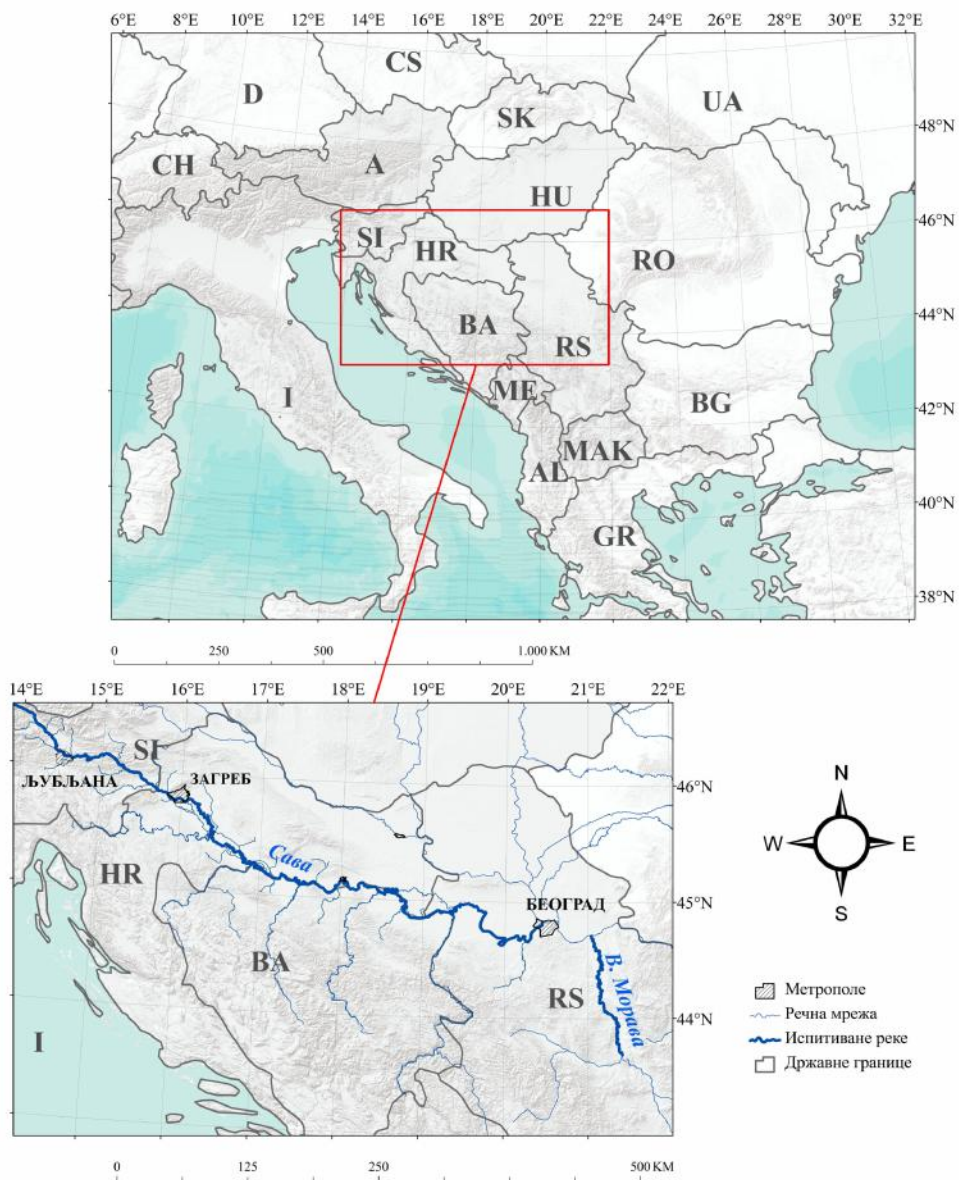 6°E 8°E 10°E 12°E 14°E 16°E 18°E 20°E 22°E 24°E 26°E 28°E 30°E 32°E
CS
D
UA
SK
48°N
CH
A
HU
46°N
SI
HR
RO
BA
RS
44°N
ME
I
BG
42°N
MAK
AL
40°N
GR
38°N
0 250 500 1.000 KM
14°E 15°E 16°E 17°E 18°E 19°E 20°E 21°E 22°E
SI
ЉУБЉАНА
ЗАГРЕБ
46°N
Сава
HR
БЕОГРАД
45°N
BA
RS
В. Морава
44°N
I
0 125 250 500 KM
N
W
E
S
Метрополе
Речна мрежа
Испитиване реке
Државне границе